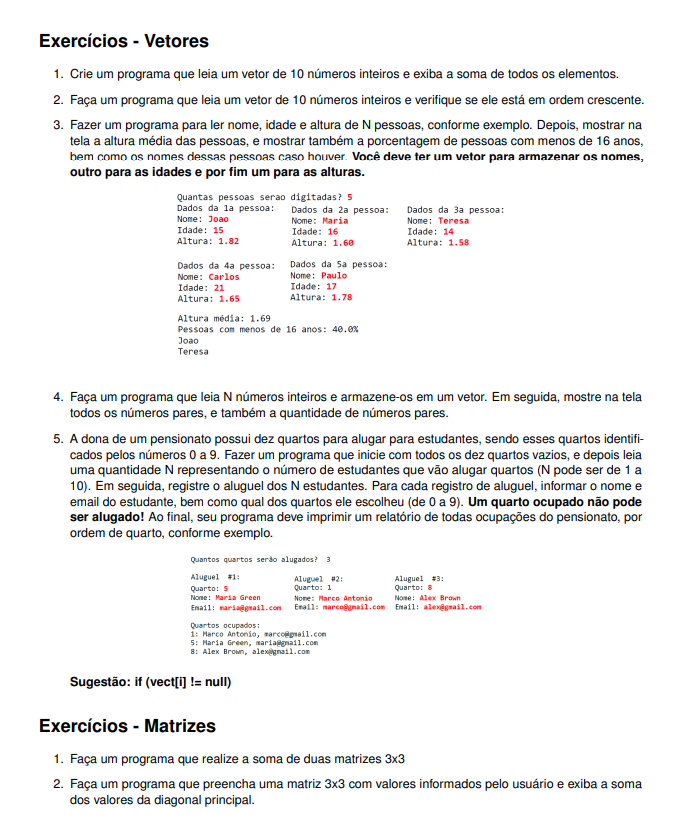 Exercícios - Vetores
1. Crie um programa que leia um vetor de 10 números inteiros e exiba a soma de todos os elementos.
2. Faça um programa que leia um vetor de 10 números inteiros e verifique se ele está em ordem crescente.
3. Fazer um programa para ler nome, idade e altura de N pessoas, conforme exemplo. Depois, mostrar na
tela a altura média das pessoas, e mostrar também a porcentagem de pessoas com menos de 16 anos,
bem como os nomes dessas pessoas caso houver. Você deve ter um vetor para armazenar os nomes,
outro para as idades e por fim um para as alturas.
Quantas pessoas serao digitadas? 5
Dados da 1a pessoa:
Nome: Joao
Idade: 15
Altura: 1.82
Dados da 2a pessoa:
Nome: Maria
Idade: 16
Altura: 1.60
Dados da 3a pessoa:
Nome: Teresa
Idade: 14
Altura: 1.58
Dados da 4a pessoa:
Nome: Carlos
Idade: 21
Altura: 1.65
Dados da 5a pessoa:
Nome: Paulo
Idade: 17
Altura: 1.78
Altura média: 1.69
Pessoas com menos de 16 anos: 40.0%
Joao
Teresa
4. Faça um programa que leia N números inteiros e armazene-os em um vetor. Em seguida, mostre na tela
todos os números pares, e também a quantidade de números pares.
5. A dona de um pensionato possui dez quartos para alugar para estudantes, sendo esses quartos identifi-
cados pelos números 0 a 9. Fazer um programa que inicie com todos os dez quartos vazios, e depois leia
uma quantidade N representando o número de estudantes que vão alugar quartos (N pode ser de 1 a
10). Em seguida, registre o aluguel dos N estudantes. Para cada registro de aluguel, informar o nome e
email do estudante, bem como qual dos quartos ele escolheu (de 0 a 9). Um quarto ocupado não pode
ser alugado! Ao final, seu programa deve imprimir um relatório de todas ocupações do pensionato, por
ordem de quarto, conforme exemplo.
Quantos quartos serão alugados? 3
Aluguel #1:
Quarto: 5
Nome: Maria Green
Email: maria@gmail.com
Aluguel #2:
Quarto: 1
Nome: Marco Antonio
Email: marco@gmail.com
Aluguel #3:
Quarto: 8
Nome: Alex Brown
Email: alex@gmail.com
Quartos ocupados:
1: Marco Antonio, marco@gmail.com
5: Maria Green, maria@gmail.com
8: Alex Brown, alex@gmail.com
Sugestão: if (vect[i] != null)
Exercícios - Matrizes
1. Faça um programa que realize a soma de duas matrizes 3x3
2. Faça um programa que preencha uma matriz 3x3 com valores informados pelo usuário e exiba a soma
dos valores da diagonal principal.